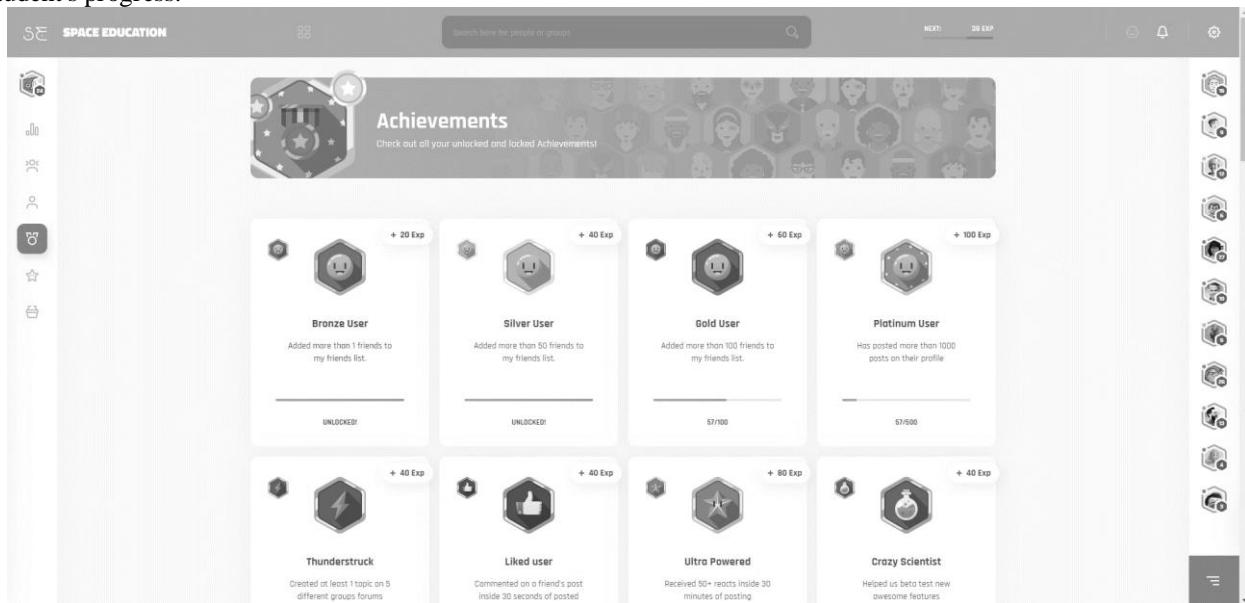 udent's progress.
SE SPACE EDUCATION
Search here for people or groups
NEXT: 38 EXP
Achievements
Check out all your unlocked and locked Achievements!
+ 20 Exp
+ 40 Exp
+ 60 Exp
+ 100 Exp
Bronze User
Silver User
Gold User
Platinum User
Added more than 1 friends to
my friends list.
Added more than 50 friends to
my friends list.
Added more than 100 friends to
my friends list.
Has posted more than 1000
posts on their profile
UNLOCKED!
UNLOCKED!
57/100
57/500
+ 40 Exp
+ 40 Exp
+ 80 Exp
+ 40 Exp
Thunderstruck
Liked user
Ultra Powered
Crazy Scientist
Created at least 1 topic on 5
different groups forums
Commented on a friend's post
inside 30 seconds of posted
Received 50+ reacts inside 30
minutes of posting
Helped us beta test new
awesome features